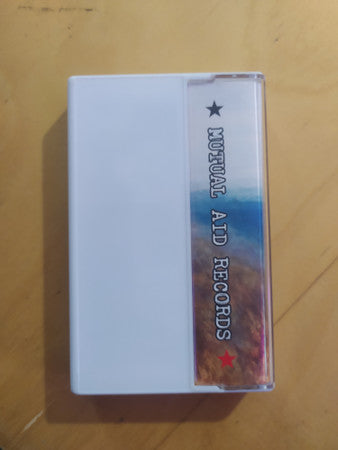 ★ MUTUAL AID RECORDS ★